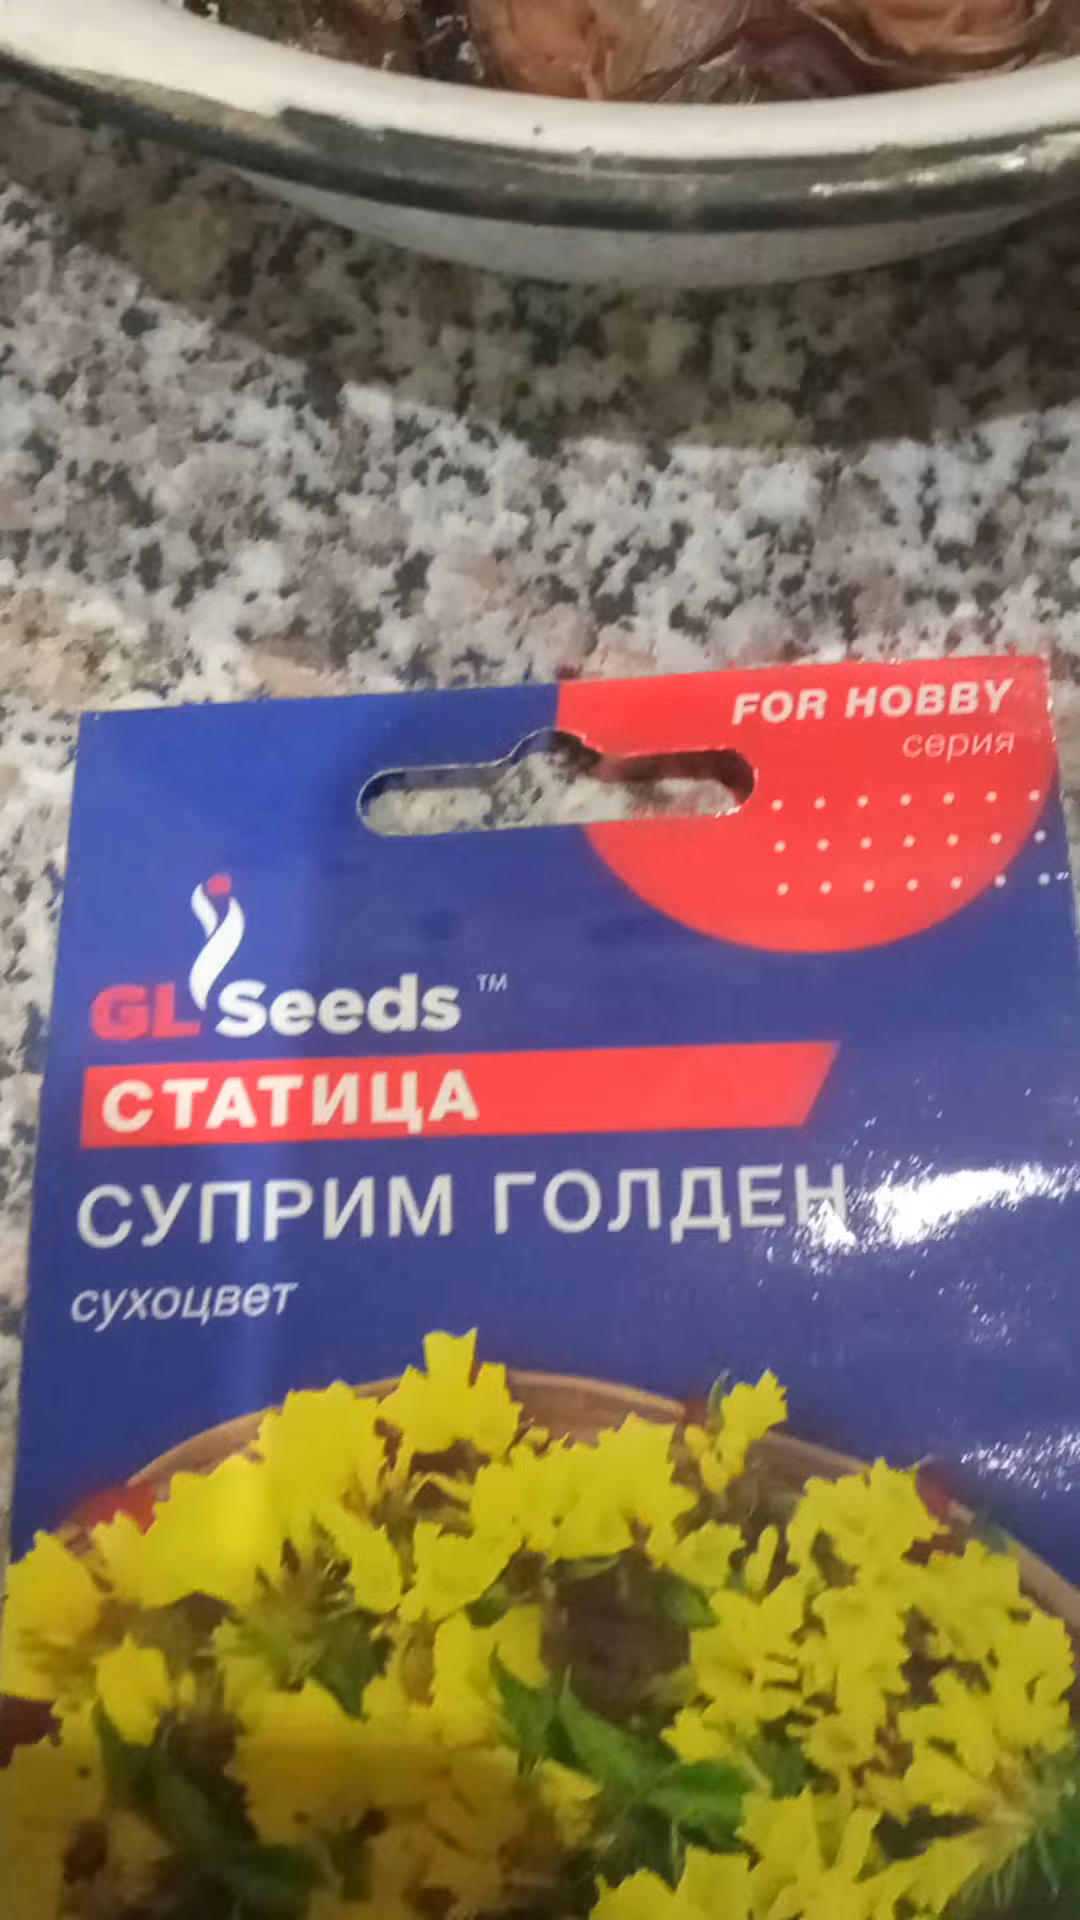 FOR HOBBY
серия
GL Seeds ™
СТАТИЦА
СУПРИМ ГОЛДЕН
сухоцвет